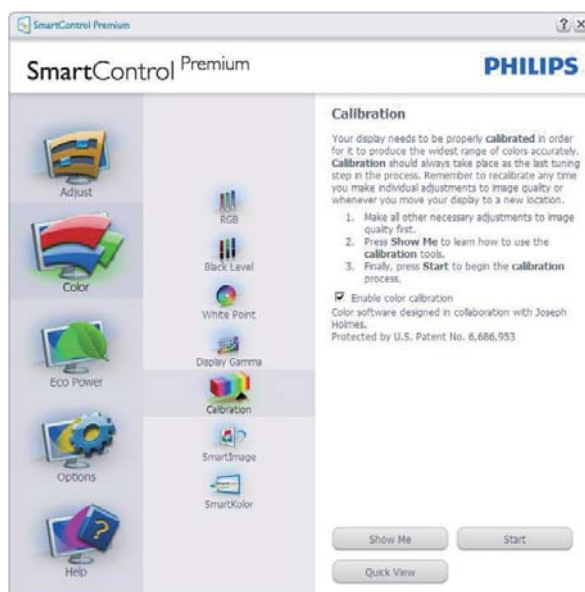 SmartControl Premium
SmartControl Premium
PHILIPS
Adjust
Color
Eco Power
Options
Help
RGB
Black Level
White Point
Display Gamma
Calibration
SmartImage
SmartKolor
Calibration
Your display needs to be properly calibrated in order
for it to produce the widest range of colors accurately.
Calibration should always take place as the last tuning
step in the process. Remember to recalibrate any time
you make individual adjustments to image quality or
whenever you move your display to a new location.
1. Make all other necessary adjustments to image
quality first.
2. Press Show Me to learn how to use the
calibration tools.
3. Finally, press Start to begin the calibration
process.
Enable color calibration
Color software designed in collaboration with Joseph
Holmes.
Protected by U.S. Patent No. 6,686,953
Show Me
Start
Quick View